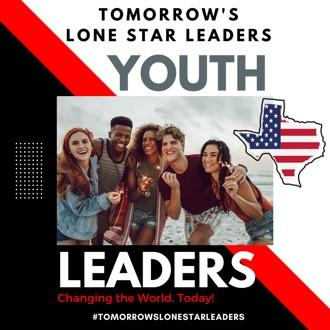 TOMORROW'S
LONE STAR LEADERS
YOUTH
LEADERS
Changing the World, Today!
#TOMORROWSLONESTARLEADERS